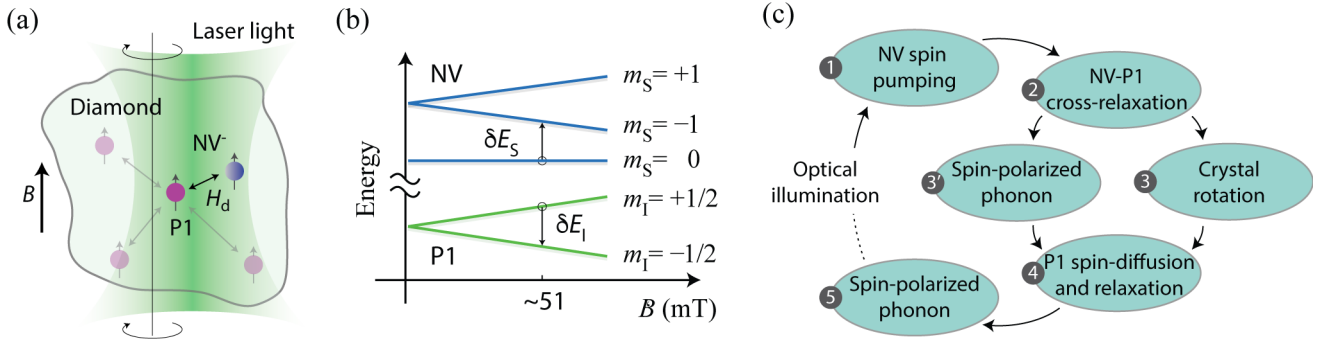 (a)
Laser light
Diamond
NV⁻
B
H_d
P1
(b)
Energy
NV
m_S = +1
m_S = −1
m_S = 0
δE_S
m_I = +1/2
δE_I
P1
m_I = −1/2
~51
B (mT)
(c)
1
NV spin
pumping
2
NV-P1
cross-relaxation
Optical
illumination
3′
Spin-polarized
phonon
3
Crystal
rotation
4
P1 spin-diffusion
and relaxation
5
Spin-polarized
phonon